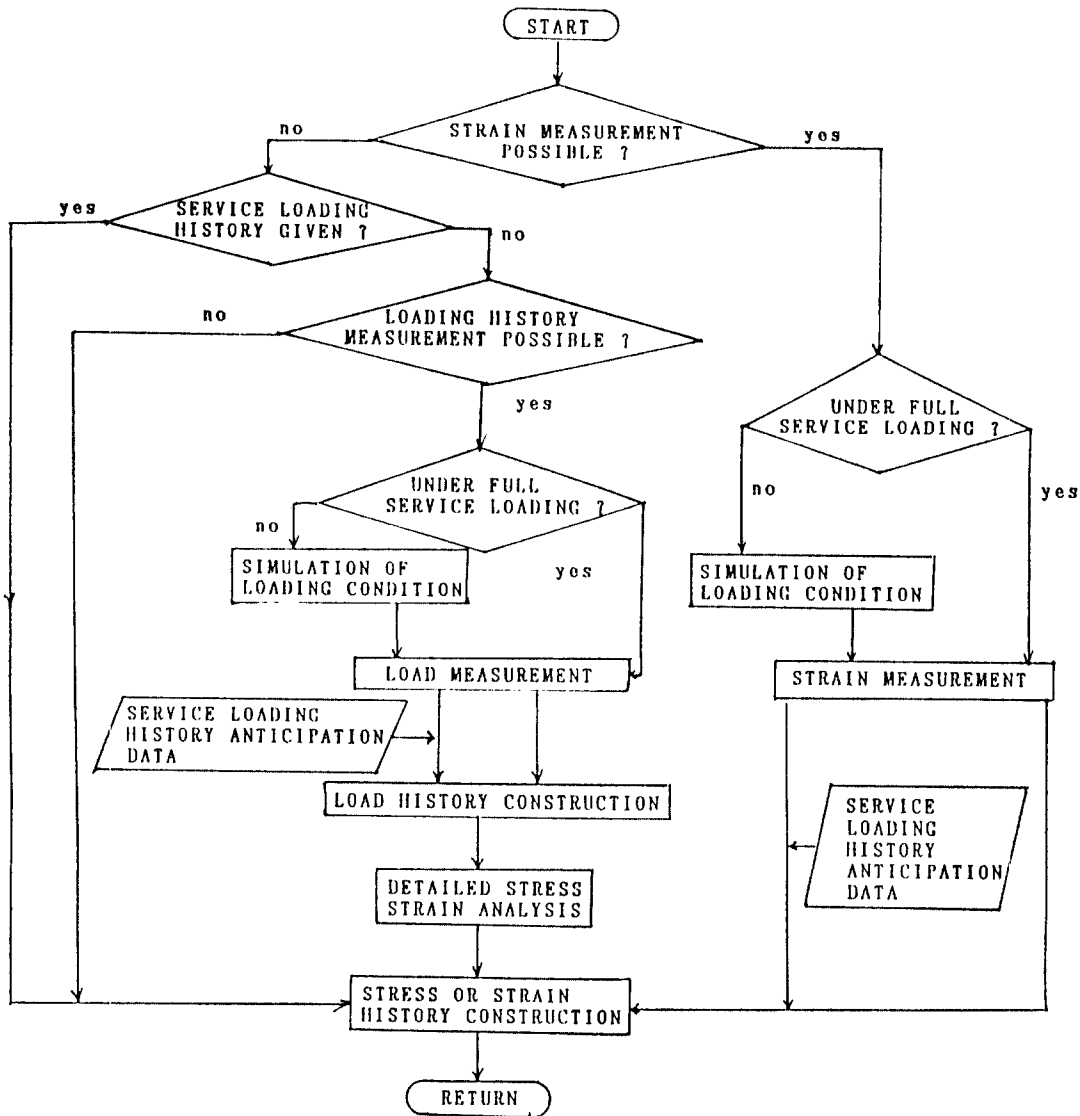 START
STRAIN MEASUREMENT
POSSIBLE ?
no
yes
yes
SERVICE LOADING
HISTORY GIVEN ?
no
no
LOADING HISTORY
MEASUREMENT POSSIBLE ?
yes
UNDER FULL
SERVICE LOADING ?
UNDER FULL
SERVICE LOADING ?
no
yes
no
yes
SIMULATION OF
LOADING CONDITION
SIMULATION OF
LOADING CONDITION
LOAD MEASUREMENT
STRAIN MEASUREMENT
SERVICE LOADING
HISTORY ANTICIPATION
DATA
LOAD HISTORY CONSTRUCTION
SERVICE
LOADING
HISTORY
ANTICIPATION
DATA
DETAILED STRESS
STRAIN ANALYSIS
STRESS OR STRAIN
HISTORY CONSTRUCTION
RETURN